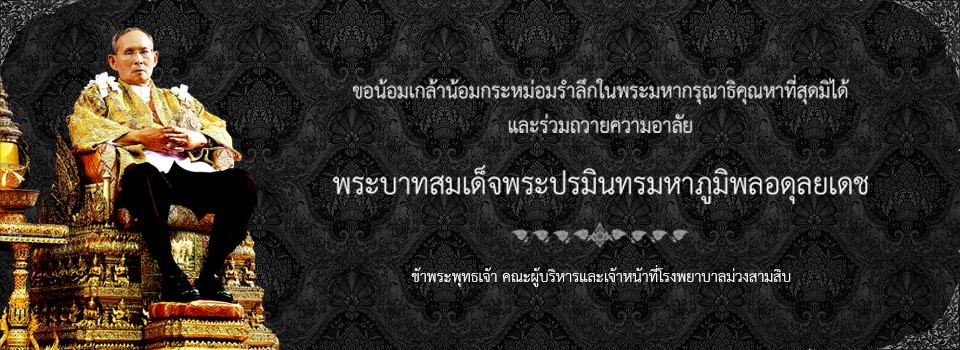 ขอน้อมเกล้าน้อมกระหม่อมรำลึกในพระมหากรุณาธิคุณหาที่สุดมิได้
และร่วมถวายความอาลัย
พระบาทสมเด็จพระปรมินทรมหาภูมิพลอดุลยเดช
ข้าพระพุทธเจ้า คณะผู้บริหารและเจ้าหน้าที่โรงพยาบาลม่วงสามสิบ